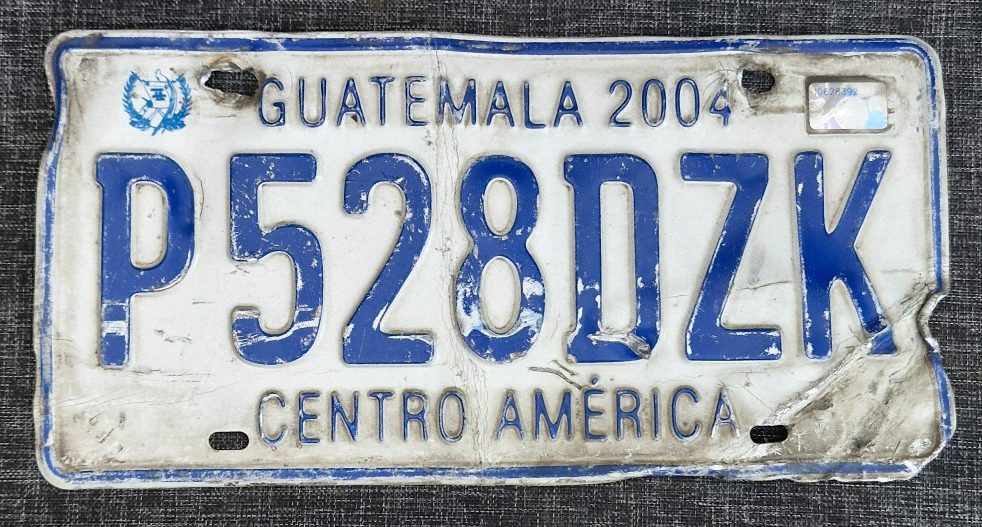 GUATEMALA 2004
P528DZK
CENTRO AMÉRICA